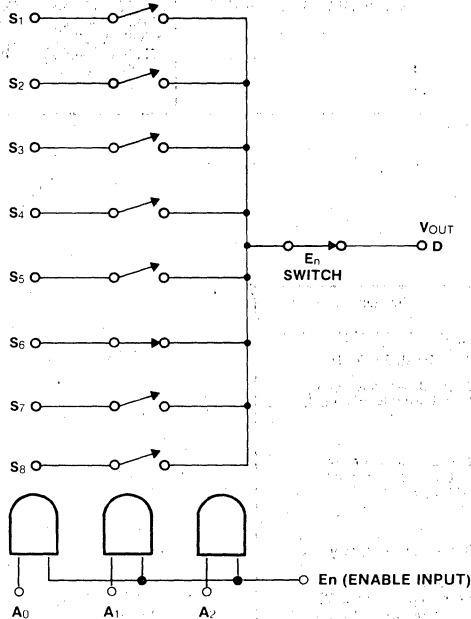 S1
S2
S3
S4
VOUT
D
En
SWITCH
S5
S6
S7
S8
En (ENABLE INPUT)
A0
A1
A2